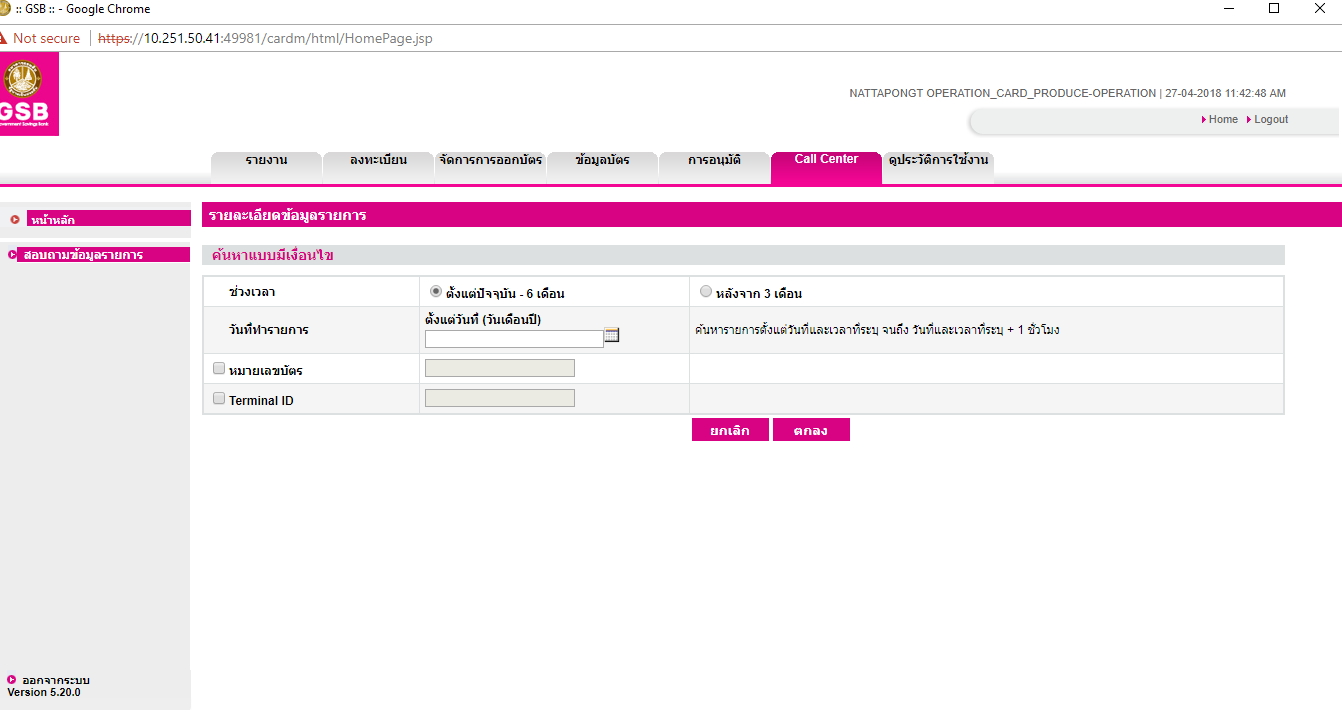 :: GSB :: - Google Chrome
Not secure https://10.251.50.41:49981/cardm/html/HomePage.jsp
GSB
NATTAPONGT OPERATION_CARD_PRODUCE-OPERATION | 27-04-2018 11:42:48 AM
Home Logout
รายงาน ลงทะเบียน จัดการการออกบัตร ข้อมูลบัตร การอนุมัติ Call Center ดูประวัติการใช้งาน
หน้าหลัก
รายละเอียดข้อมูลรายการ
สอบถามข้อมูลรายการ
ค้นหาแบบมีเงื่อนไข
ช่วงเวลา ตั้งแต่ปัจจุบัน - 6 เดือน หลังจาก 3 เดือน
วันที่ทำรายการ ตั้งแต่วันที่ (วันเดือนปี) ค้นหารายการตั้งแต่วันที่และเวลาที่ระบุ จนถึง วันที่และเวลาที่ระบุ + 1 ชั่วโมง
หมายเลขบัตร
Terminal ID
ยกเลิก ตกลง
ออกจากระบบ
Version 5.20.0